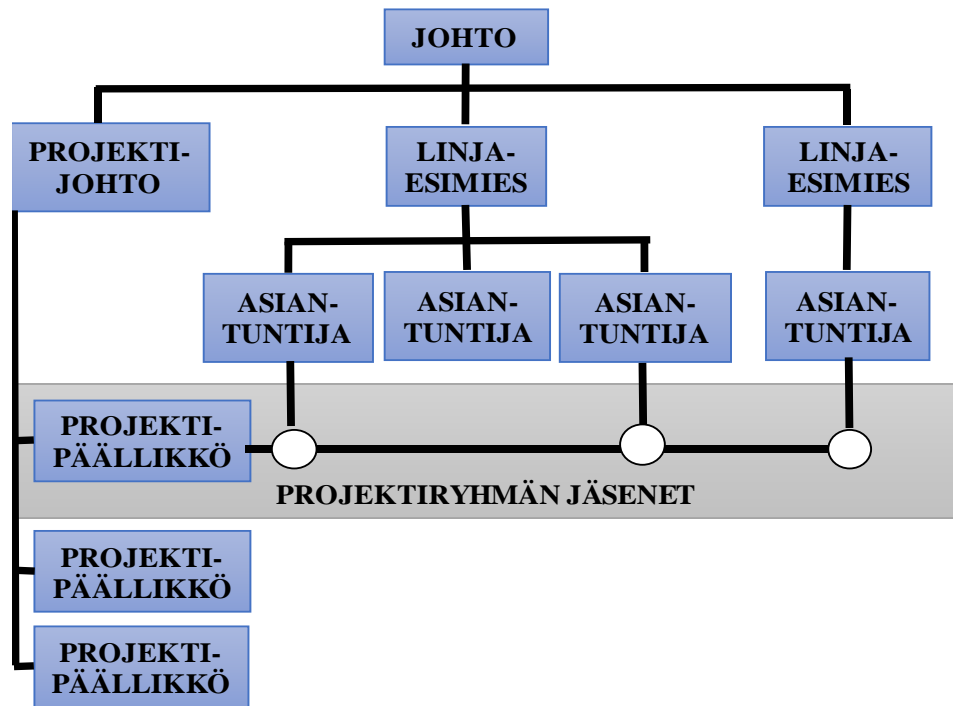 JOHTO
PROJEKTI-
JOHTO
LINJA-
ESIMIES
LINJA-
ESIMIES
ASIAN-
TUNTIJA
ASIAN-
TUNTIJA
ASIAN-
TUNTIJA
ASIAN-
TUNTIJA
PROJEKTI-
PÄÄLLIKKÖ
PROJEKTIRYHMÄN JÄSENET
PROJEKTI-
PÄÄLLIKKÖ
PROJEKTI-
PÄÄLLIKKÖ